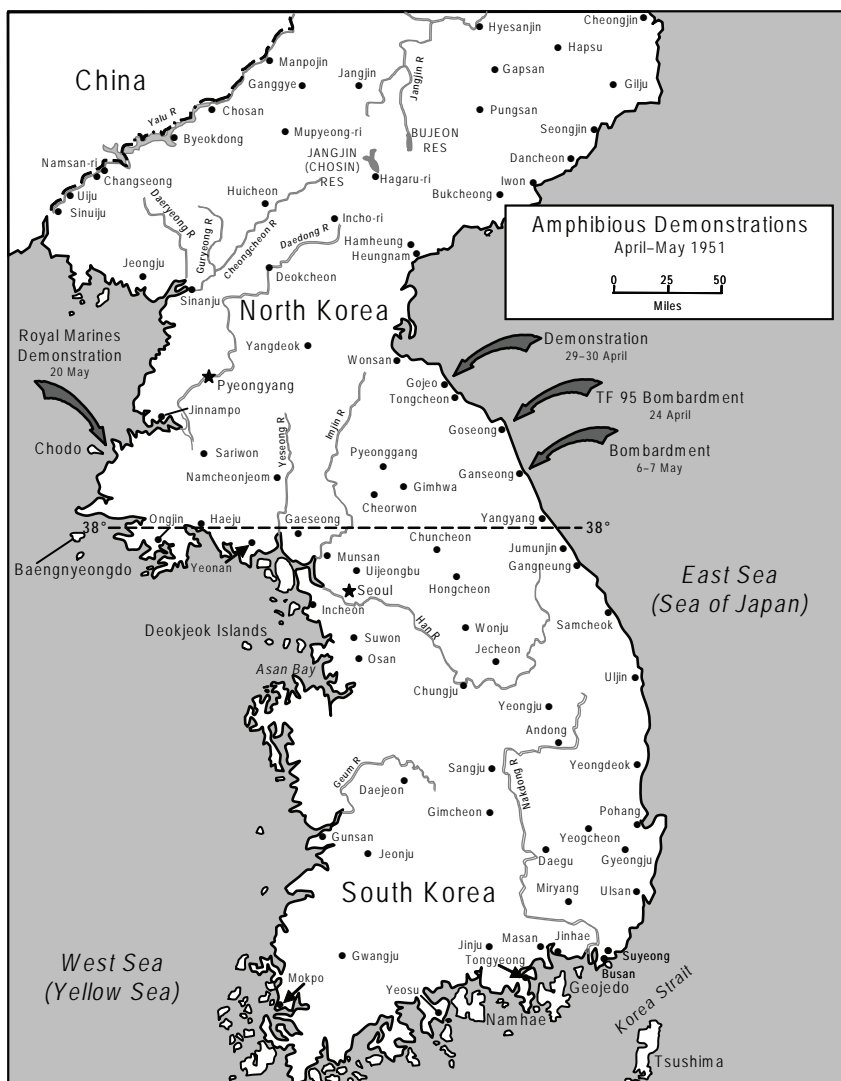 Cheongjin
Hyesanjin
Hapsu
China
Manpojin
Ganggye
Jangjin
Jangjin R
Gapsan
Gilju
Chosan
Pungsan
Yalu R
Byeokdong
Mupyeong-ri
BUJEON
RES
Seongjin
JANGJIN
(CHOSIN)
RES
Dancheon
Namsan-ri
Changseong
Hagaru-ri
Iwon
Uiju
Huicheon
Bukcheong
Sinuiju
Daeryeong R
Guryeong R
Cheongcheon R
Incho-ri
Daedong R
Hamheung
Heungnam
Amphibious Demonstrations
April–May 1951
0 25 50
Miles
Jeongju
Deokcheon
Sinanju
North Korea
Royal Marines
Demonstration
20 May
Yangdeok
Wonsan
Demonstration
29–30 April
Pyeongyang
Gojeo
Tongcheon
TF 95 Bombardment
24 April
Jinnampo
Yeseong R
Imjin R
Goseong
Chodo
Sariwon
Pyeonggang
Bombardment
6–7 May
Namcheonjeom
Gimhwa
Ganseong
Cheorwon
Ongjin
Haeju
Gaeseong
Yangyang
38°
38°
Baengnyeongdo
Yeonan
Munsan
Chuncheon
Jumunjin
Uijeongbu
Gangneung
Hongcheon
East Sea
(Sea of Japan)
Seoul
Incheon
Deokjeok Islands
Suwon
Han R
Wonju
Samcheok
Osan
Jecheon
Asan Bay
Chungju
Uljin
Yeongju
Andong
Geum R
Sangju
Nakdong R
Yeongdeok
Daejeon
Gimcheon
Pohang
Yeogcheon
Gunsan
Jeonju
Daegu
Gyeongju
South Korea
Miryang
Ulsan
Jinju
Masan
Jinhae
Gwangju
Tongyeong
Suyeong
Busan
West Sea
(Yellow Sea)
Mokpo
Yeosu
Geojedo
Namhae
Korea Strait
Tsushima